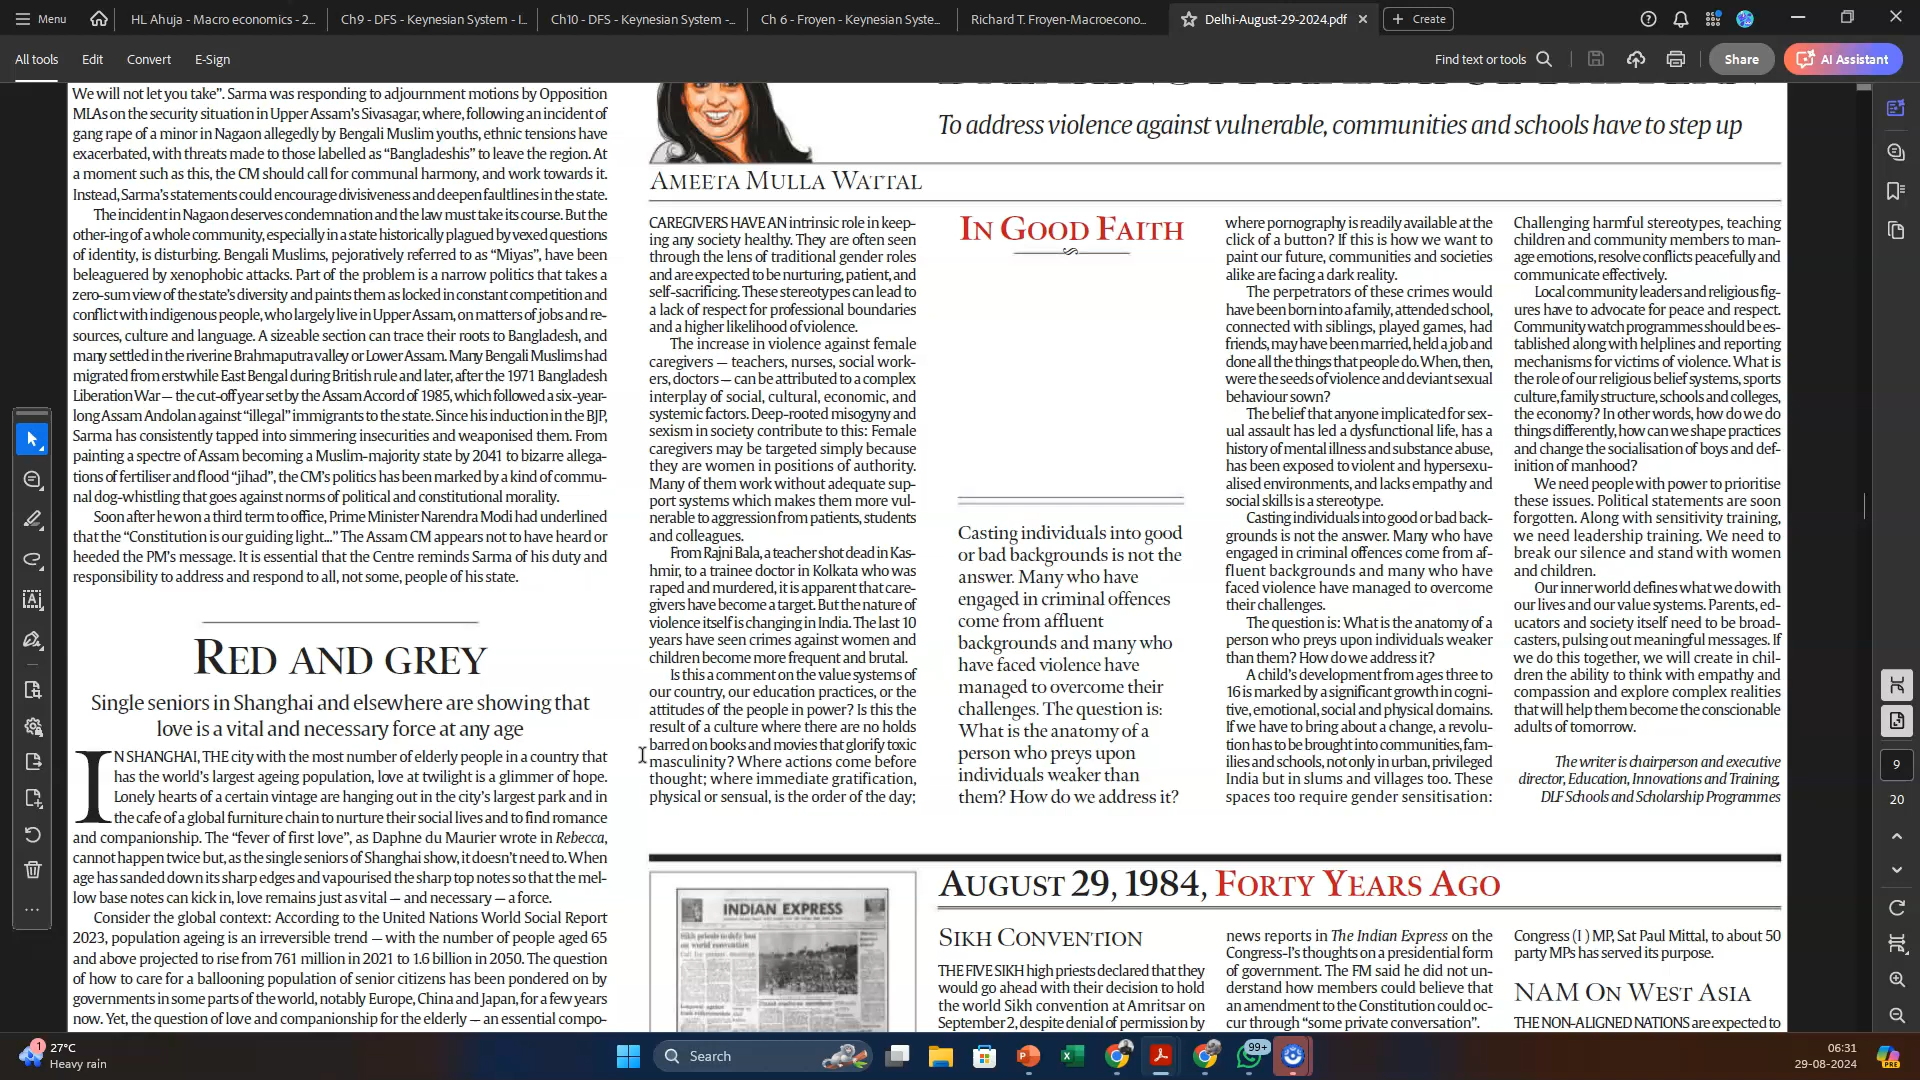 Menu
HL Ahuja - Macro economics - 2...
Ch9 - DFS - Keynesian System - I...
Ch10 - DFS - Keynesian System -...
Ch 6 - Froyen - Keynesian Syste...
Richard T. Froyen-Macroecono...
Delhi-August-29-2024.pdf
Create
All tools
Edit
Convert
E-Sign
Find text or tools
Share
AI Assistant
We will not let you take”. Sarma was responding to adjournment motions by Opposition
MLAs on the security situation in Upper Assam’s Sivasagar, where, following an incident of
gang rape of a minor in Nagaon allegedly by Bengali Muslim youths, ethnic tensions have
exacerbated, with threats made to those labelled as “Bangladeshis” to leave the region. At
a moment such as this, the CM should call for communal harmony, and work towards it.
Instead, Sarma’s statements could encourage divisiveness and deepen faultlines in the state.
The incident in Nagaon deserves condemnation and the law must take its course. But the
other-ing of a whole community, especially in a state historically plagued by vexed questions
of identity, is disturbing. Bengali Muslims, pejoratively referred to as “Miyas”, have been
beleaguered by xenophobic attacks. Part of the problem is a narrow politics that takes a
zero-sum view of the state’s diversity and paints them as locked in constant competition and
conflict with indigenous people, who largely live in Upper Assam, on matters of jobs and re-
sources, culture and language. A sizeable section can trace their roots to Bangladesh, and
many settled in the riverine Brahmaputra valley or Lower Assam. Many Bengali Muslims had
migrated from erstwhile East Bengal during British rule and later, after the 1971 Bangladesh
Liberation War — the cut-off year set by the Assam Accord of 1985, which followed a six-year-
long Assam Andolan against “illegal” immigrants to the state. Since his induction in the BJP,
Sarma has consistently tapped into simmering insecurities and weaponised them. From
painting a spectre of Assam becoming a Muslim-majority state by 2041 to bizarre allega-
tions of fertiliser and flood “jihad”, the CM’s politics has been marked by a kind of commu-
nal dog-whistling that goes against norms of political and constitutional morality.
Soon after he won a third term to office, Prime Minister Narendra Modi had underlined
that the “Constitution is our guiding light...” The Assam CM appears not to have heard or
heeded the PM’s message. It is essential that the Centre reminds Sarma of his duty and
responsibility to address and respond to all, not some, people of his state.
RED AND GREY
Single seniors in Shanghai and elsewhere are showing that
love is a vital and necessary force at any age
IN SHANGHAI, THE city with the most number of elderly people in a country that
has the world’s largest ageing population, love at twilight is a glimmer of hope.
Lonely hearts of a certain vintage are hanging out in the city’s largest park and in
the cafe of a global furniture chain to nurture their social lives and to find romance
and companionship. The “fever of first love”, as Daphne du Maurier wrote in Rebecca,
cannot happen twice but, as the single seniors of Shanghai show, it doesn’t need to. When
age has sanded down its sharp edges and vapourised the sharp top notes so that the mel-
low base notes can kick in, love remains just as vital — and necessary — a force.
Consider the global context: According to the United Nations World Social Report
2023, population ageing is an irreversible trend — with the number of people aged 65
and above projected to rise from 761 million in 2021 to 1.6 billion in 2050. The question
of how to care for a ballooning population of senior citizens has been pondered on by
governments in some parts of the world, notably Europe, China and Japan, for a few years
now. Yet, the question of love and companionship for the elderly — an essential compo-
To address violence against vulnerable, communities and schools have to step up
AMEETA MULLA WATTAL
CAREGIVERS HAVE AN intrinsic role in keep-
ing any society healthy. They are often seen
through the lens of traditional gender roles
and are expected to be nurturing, patient, and
self-sacrificing. These stereotypes can lead to
a lack of respect for professional boundaries
and a higher likelihood of violence.
The increase in violence against female
caregivers — teachers, nurses, social work-
ers, doctors — can be attributed to a complex
interplay of social, cultural, economic, and
systemic factors. Deep-rooted misogyny and
sexism in society contribute to this: Female
caregivers may be targeted simply because
they are women in positions of authority.
Many of them work without adequate sup-
port systems which makes them more vul-
nerable to aggression from patients, students
and colleagues.
From Rajni Bala, a teacher shot dead in Kas-
hmir, to a trainee doctor in Kolkata who was
raped and murdered, it is apparent that care-
givers have become a target. But the nature of
violence itself is changing in India. The last 10
years have seen crimes against women and
children become more frequent and brutal.
Is this a comment on the value systems of
our country, our education practices, or the
attitudes of the people in power? Is this the
result of a culture where there are no holds
barred on books and movies that glorify toxic
masculinity? Where actions come before
thought; where immediate gratification,
physical or sensual, is the order of the day;
IN GOOD FAITH
Casting individuals into good
or bad backgrounds is not the
answer. Many who have
engaged in criminal offences
come from affluent
backgrounds and many who
have faced violence have
managed to overcome their
challenges. The question is:
What is the anatomy of a
person who preys upon
individuals weaker than
them? How do we address it?
where pornography is readily available at the
click of a button? If this is how we want to
paint our future, communities and societies
alike are facing a dark reality.
The perpetrators of these crimes would
have been born into a family, attended school,
connected with siblings, played games, had
friends, may have been married, held a job and
done all the things that people do. When, then,
were the seeds of violence and deviant sexual
behaviour sown?
The belief that anyone implicated for sex-
ual assault has led a dysfunctional life, has a
history of mental illness and substance abuse,
has been exposed to violent and hypersexu-
alised environments, and lacks empathy and
social skills is a stereotype.
Casting individuals into good or bad back-
grounds is not the answer. Many who have
engaged in criminal offences come from af-
fluent backgrounds and many who have
faced violence have managed to overcome
their challenges.
The question is: What is the anatomy of a
person who preys upon individuals weaker
than them? How do we address it?
A child’s development from ages three to
16 is marked by a significant growth in cogni-
tive, emotional, social and physical domains.
If we have to bring about a change, a revolu-
tion has to be brought into communities, fam-
ilies and schools, not only in urban, privileged
India but in slums and villages too. These
spaces too require gender sensitisation:
Challenging harmful stereotypes, teaching
children and community members to man-
age emotions, resolve conflicts peacefully and
communicate effectively.
Local community leaders and religious fig-
ures have to advocate for peace and respect.
Community watch programmes should be es-
tablished along with helplines and reporting
mechanisms for victims of violence. What is
the role of our religious belief systems, sports
culture, family structure, schools and colleges,
the economy? In other words, how do we do
things differently, how can we shape practices
and change the socialisation of boys and def-
inition of manhood?
We need people with power to prioritise
these issues. Political statements are soon
forgotten. Along with sensitivity training,
we need leadership training. We need to
break our silence and stand with women
and children.
Our inner world defines what we do with
our lives and our value systems. Parents, ed-
ucators and society itself need to be broad-
casters, pulsing out meaningful messages. If
we do this together, we will create in chil-
dren the ability to think with empathy and
compassion and explore complex realities
that will help them become the conscionable
adults of tomorrow.
The writer is chairperson and executive
director, Education, Innovations and Training,
DLF Schools and Scholarship Programmes
AUGUST 29, 1984, FORTY YEARS AGO
INDIAN EXPRESS
SIKH CONVENTION
THE FIVE SIKH high priests declared that they
would go ahead with their decision to hold
the world Sikh convention at Amritsar on
September 2, despite denial of permission by
news reports in The Indian Express on the
Congress-I’s thoughts on a presidential form
of government. The FM said he did not un-
derstand how members could believe that
an amendment to the Constitution could oc-
cur through “some private conversation”.
Congress (I ) MP, Sat Paul Mittal, to about 50
party MPs has served its purpose.
NAM ON WEST ASIA
THE NON-ALIGNED NATIONS are expected to
9
20
1
27°C
Heavy rain
Search
99+
06:31
29-08-2024
PRE